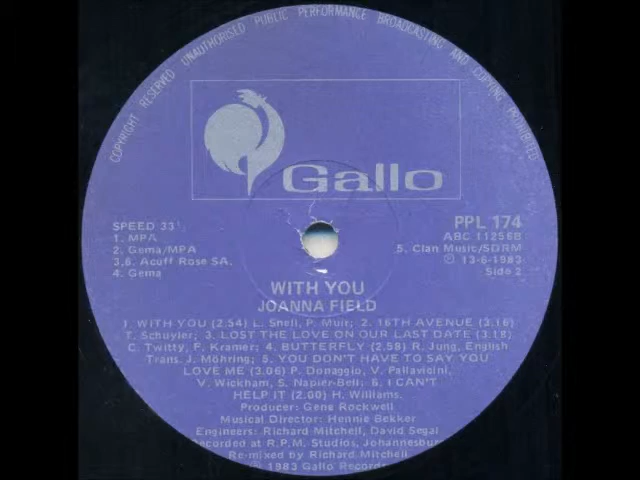 COPYRIGHT RESERVED UNAUTHORISED PUBLIC PERFORMANCE BROADCASTING AND COPYING PROHIBITED
Gallo
SPEED 33⅓
1. MPA
2. Gema/MPA
3.6. Acuff Rose SA.
4. Gema
PPL 174
ABC 11256B
5. Clan Music/SDRM
Ⓟ 13-6-1983
Side 2
WITH YOU
JOANNA FIELD
1. WITH YOU (2.54) L. Shell, P. Muir; 2. 16TH AVENUE (3.16)
T. Schuyler; 3. LOST THE LOVE ON OUR LAST DATE (3.18)
C. Twitty, F. Kramer; 4. BUTTERFLY (2.58) R. Jung, English
Trans. J. Möhring; 5. YOU DON'T HAVE TO SAY YOU
LOVE ME (3.06) P. Donaggio, V. Pallavicini,
V. Wickham, S. Napier-Bell; 6. I CAN'T
HELP IT (2.00) H. Williams.
Producer: Gene Rockwell
Musical Director: Hennie Bekker
Engineers: Richard Mitchell, David Segal
Recorded at R.P.M. Studios, Johannesburg
Re-mixed by Richard Mitchell
Ⓟ 1983 Gallo Records